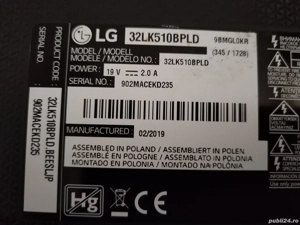 LG 32LK510BPLD 9BMGL0KR
MODEL / MODELL (345 / 1728)
MODELE / MODELO : 32LK510BPLD
POWER : 19 V ⎓ 2.0 A
SERIAL NO. : 902MACEKD235
MANUFACTURED : 02/2019
ASSEMBLED IN POLAND / ASSEMBLIERT IN POLEN
ASSEMBLÉ EN POLOGNE / ASSEMBLATO IN POLONIA
MONTADO EN POLONIA / MONTADO NA POLÓNIA
Hg
PRODUCT CODE : 32LK510BPLD.BEESLJP
SERIAL NO. : 902MACEKD235
publi24.ro